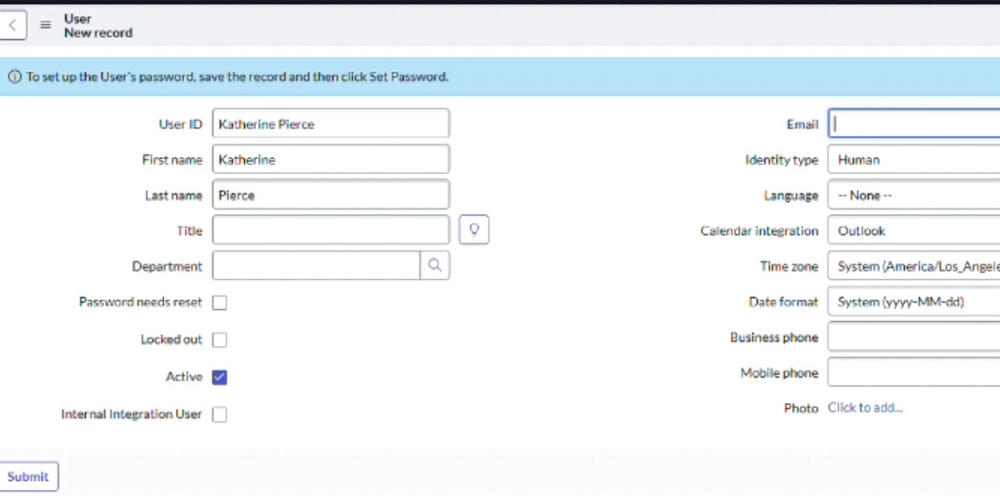 User
New record
To set up the User's password, save the record and then click Set Password.
User ID Katherine Pierce
First name Katherine
Last name Pierce
Title
Department
Password needs reset
Locked out
Active
Internal Integration User
Email
Identity type Human
Language -- None --
Calendar integration Outlook
Time zone System (America/Los_Angele
Date format System (yyyy-MM-dd)
Business phone
Mobile phone
Photo Click to add...
Submit